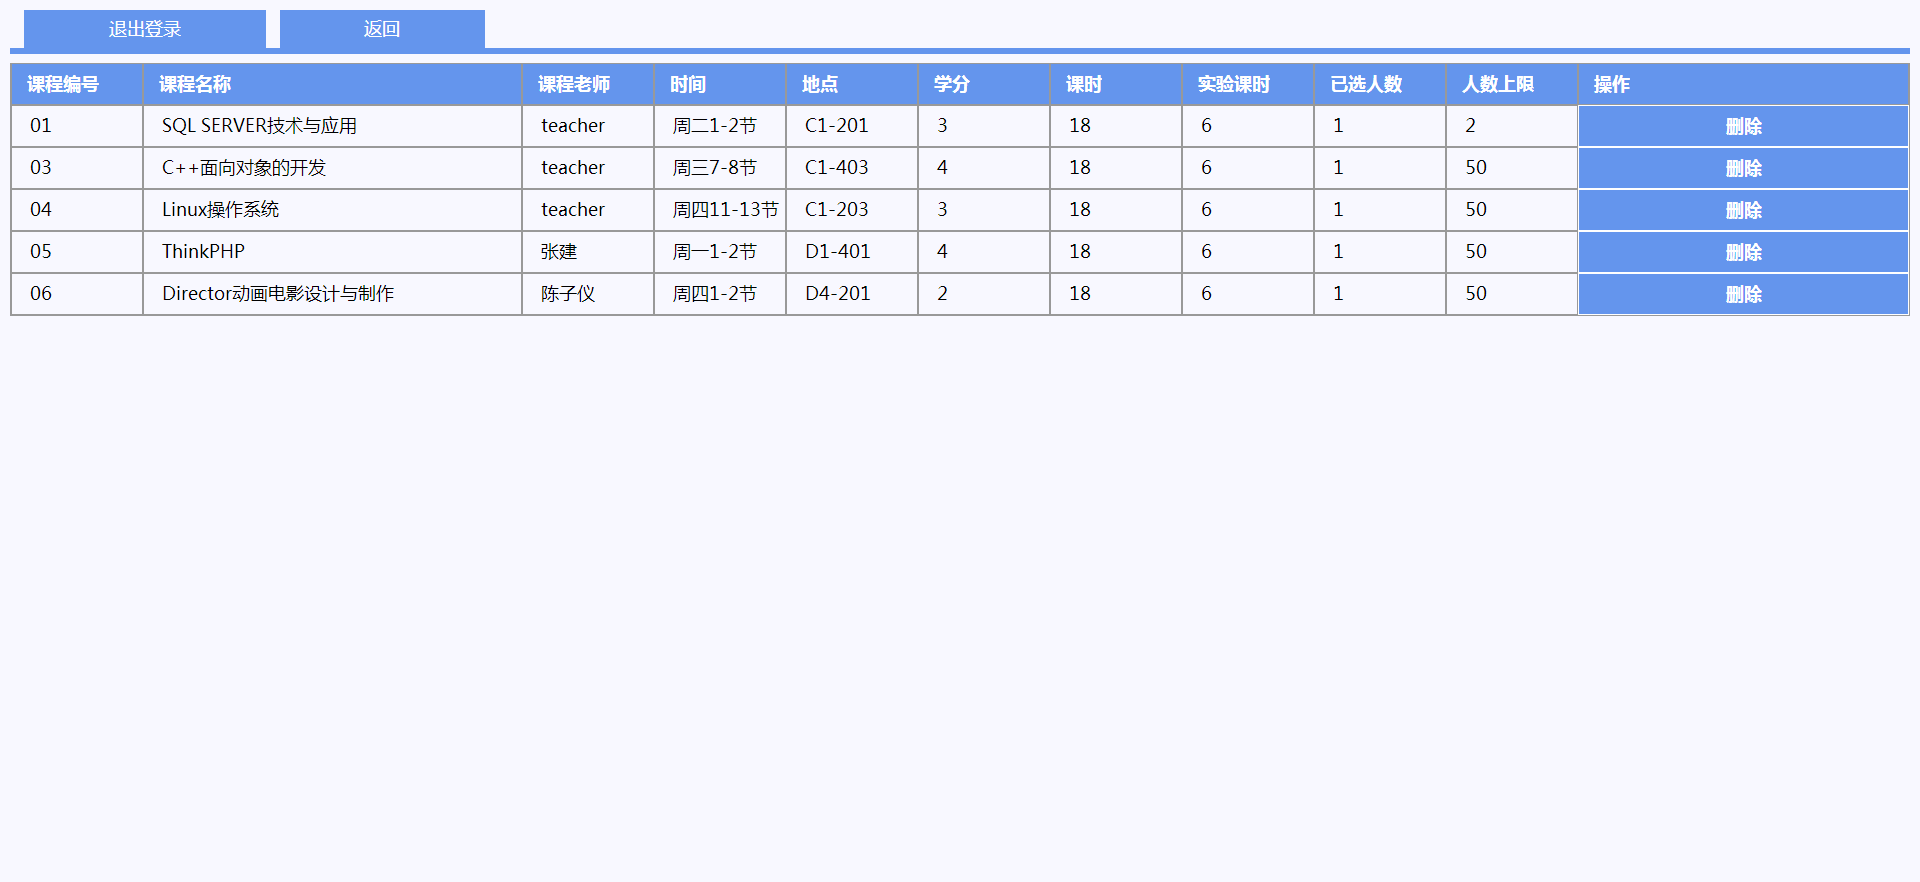 退出登录 返回
课程编号 课程名称 课程老师 时间 地点 学分 课时 实验课时 已选人数 人数上限 操作
01 SQL SERVER技术与应用 teacher 周二1-2节 C1-201 3 18 6 1 2 删除
03 C++面向对象的开发 teacher 周三7-8节 C1-403 4 18 6 1 50 删除
04 Linux操作系统 teacher 周四11-13节 C1-203 3 18 6 1 50 删除
05 ThinkPHP 张建 周一1-2节 D1-401 4 18 6 1 50 删除
06 Director动画电影设计与制作 陈子仪 周四1-2节 D4-201 2 18 6 1 50 删除